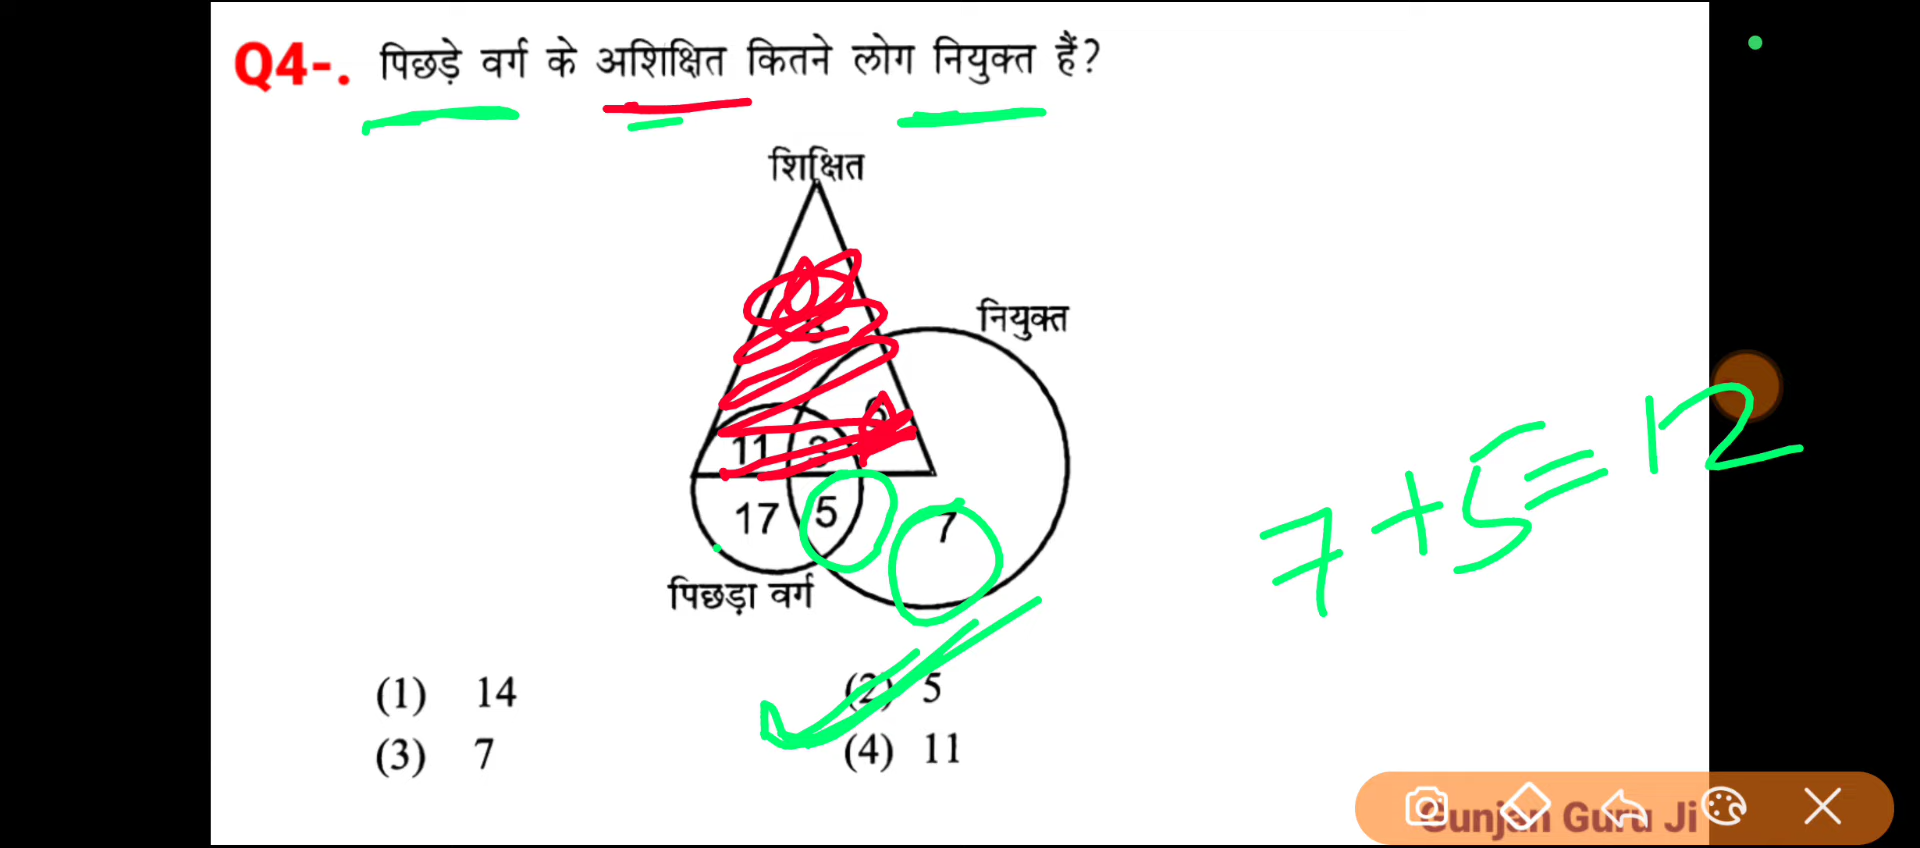 Q4-. पिछड़े वर्ग के अशिक्षित कितने लोग नियुक्त हैं?
शिक्षित
नियुक्त
11
17 5 7
पिछड़ा वर्ग
7+5=12
(1) 14 (2) 5
(3) 7 (4) 11
Gunjan Guru Ji